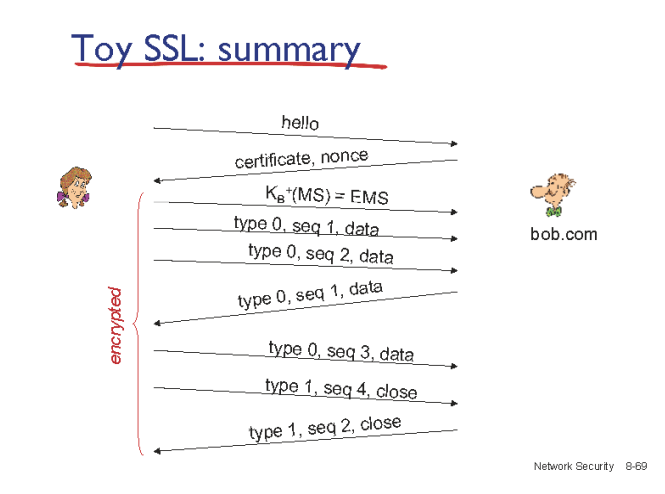 Toy SSL: summary
hello
certificate, nonce
K_B⁺(MS) = EMS
type 0, seq 1, data
bob.com
type 0, seq 2, data
type 0, seq 1, data
encrypted
type 0, seq 3, data
type 1, seq 4, close
type 1, seq 2, close
Network Security 8-69